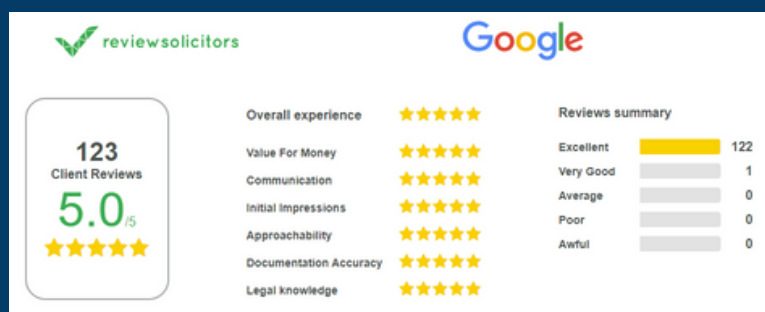 reviewsolicitors
Google
123
Client Reviews
5.0/5
Overall experience
Value For Money
Communication
Initial Impressions
Approachability
Documentation Accuracy
Legal knowledge
Reviews summary
Excellent 122
Very Good 1
Average 0
Poor 0
Awful 0